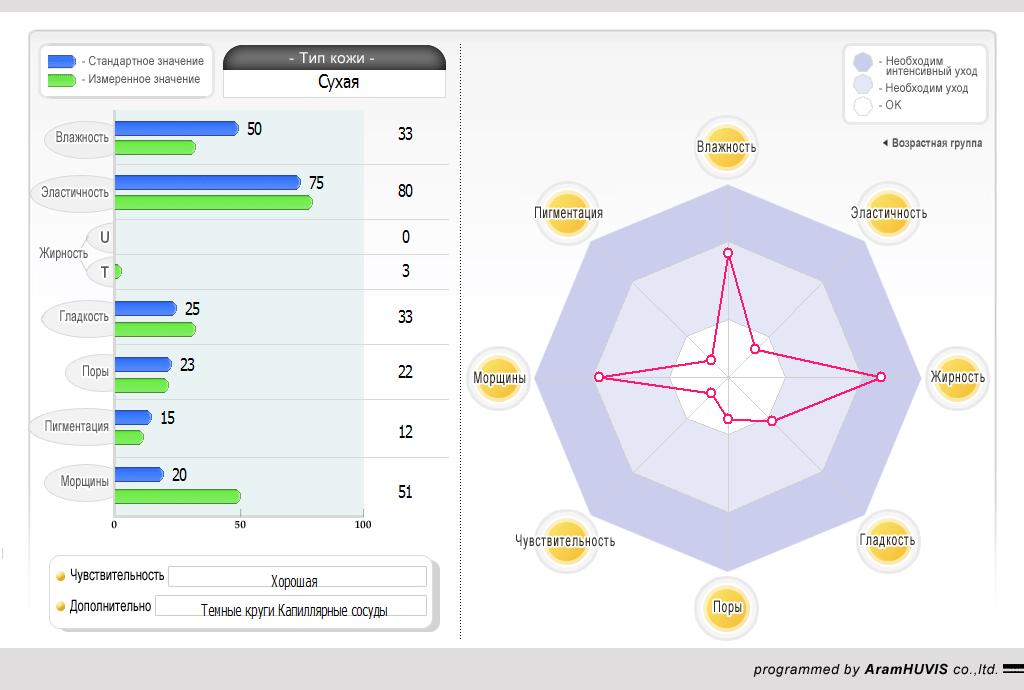 - Стандартное значение
- Измеренное значение
- Тип кожи -
Сухая
Влажность 50 33
Эластичность 75 80
Жирность
U 0
T 3
Гладкость 25 33
Поры 23 22
Пигментация 15 12
Морщины 20 51
0 50 100
Чувствительность Хорошая
Дополнительно Темные круги Капиллярные сосуды
- Необходим
интенсивный уход
- Необходим уход
- OK
Возрастная группа
Влажность
Пигментация
Эластичность
Морщины
Жирность
Чувствительность
Гладкость
Поры
programmed by AramHUVIS co.,ltd.